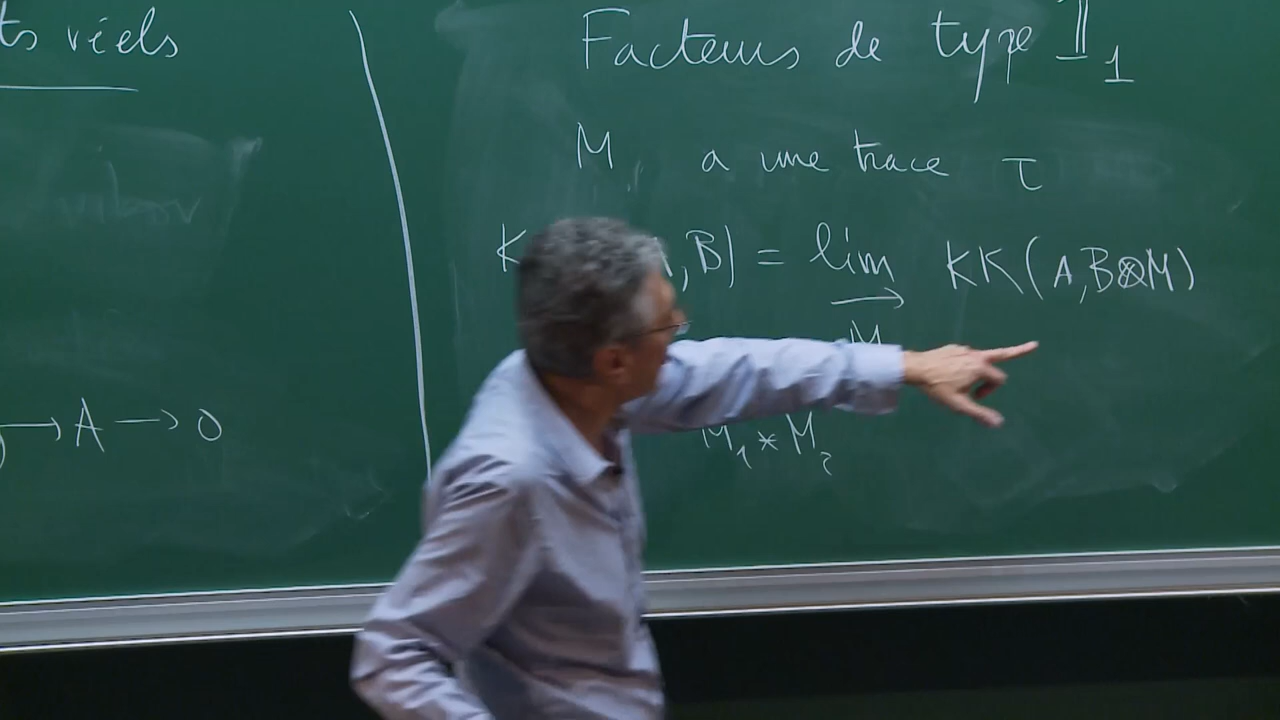 ts réels
→ A → 0
Facteurs de type II₁
M, a une trace τ
K ,B) = lim KK(A,B⊗M)
→
M
M₁ * M₂